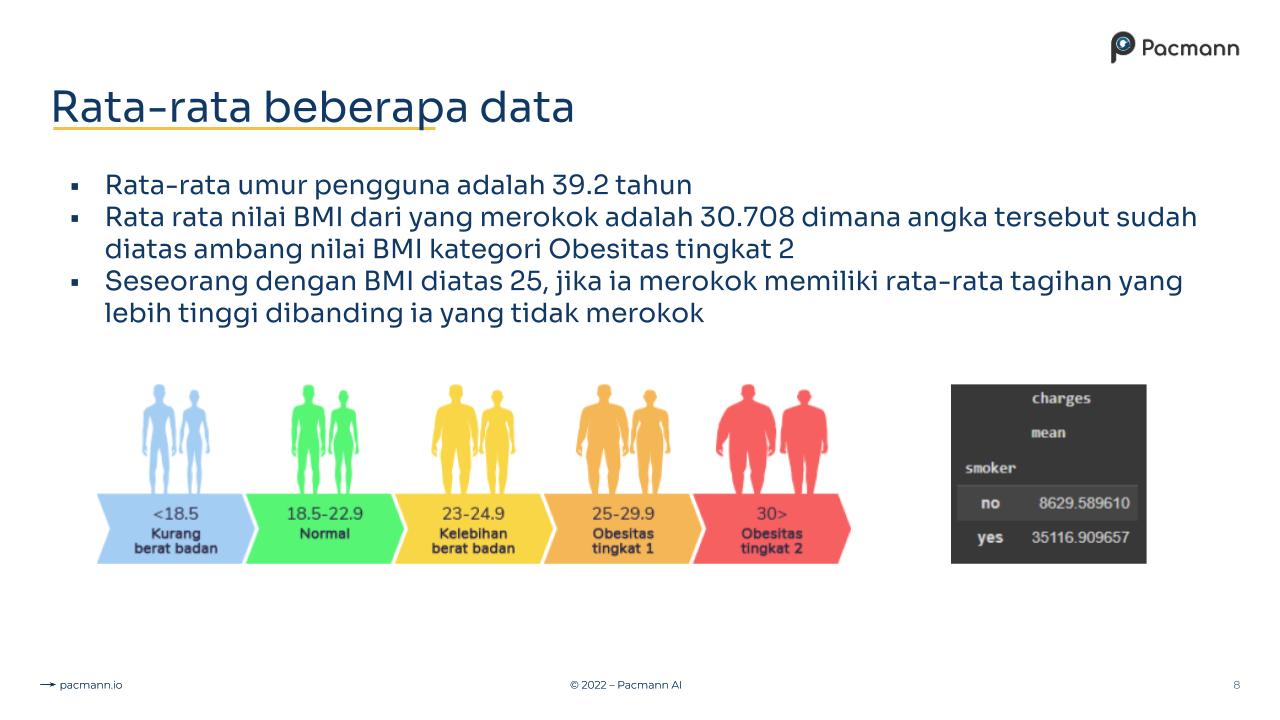 Pacmann
Rata-rata beberapa data
▪ Rata-rata umur pengguna adalah 39.2 tahun
▪ Rata rata nilai BMI dari yang merokok adalah 30.708 dimana angka tersebut sudah
diatas ambang nilai BMI kategori Obesitas tingkat 2
▪ Seseorang dengan BMI diatas 25, jika ia merokok memiliki rata-rata tagihan yang
lebih tinggi dibanding ia yang tidak merokok
<18.5
Kurang
berat badan
18.5-22.9
Normal
23-24.9
Kelebihan
berat badan
25-29.9
Obesitas
tingkat 1
30>
Obesitas
tingkat 2
charges
mean
smoker
no 8629.589610
yes 35116.909657
pacmann.io
© 2022 – Pacmann AI
8